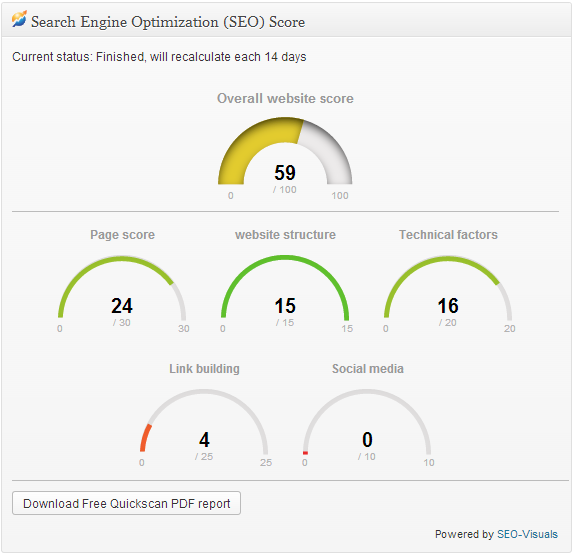 Search Engine Optimization (SEO) Score
Current status: Finished, will recalculate each 14 days
Overall website score
59
/ 100
0 100
Page score website structure Technical factors
24 15 16
/ 30 / 15 / 20
0 30 0 15 0 20
Link building Social media
4 0
/ 25 / 10
0 25 0 10
Download Free Quickscan PDF report
Powered by SEO-Visuals